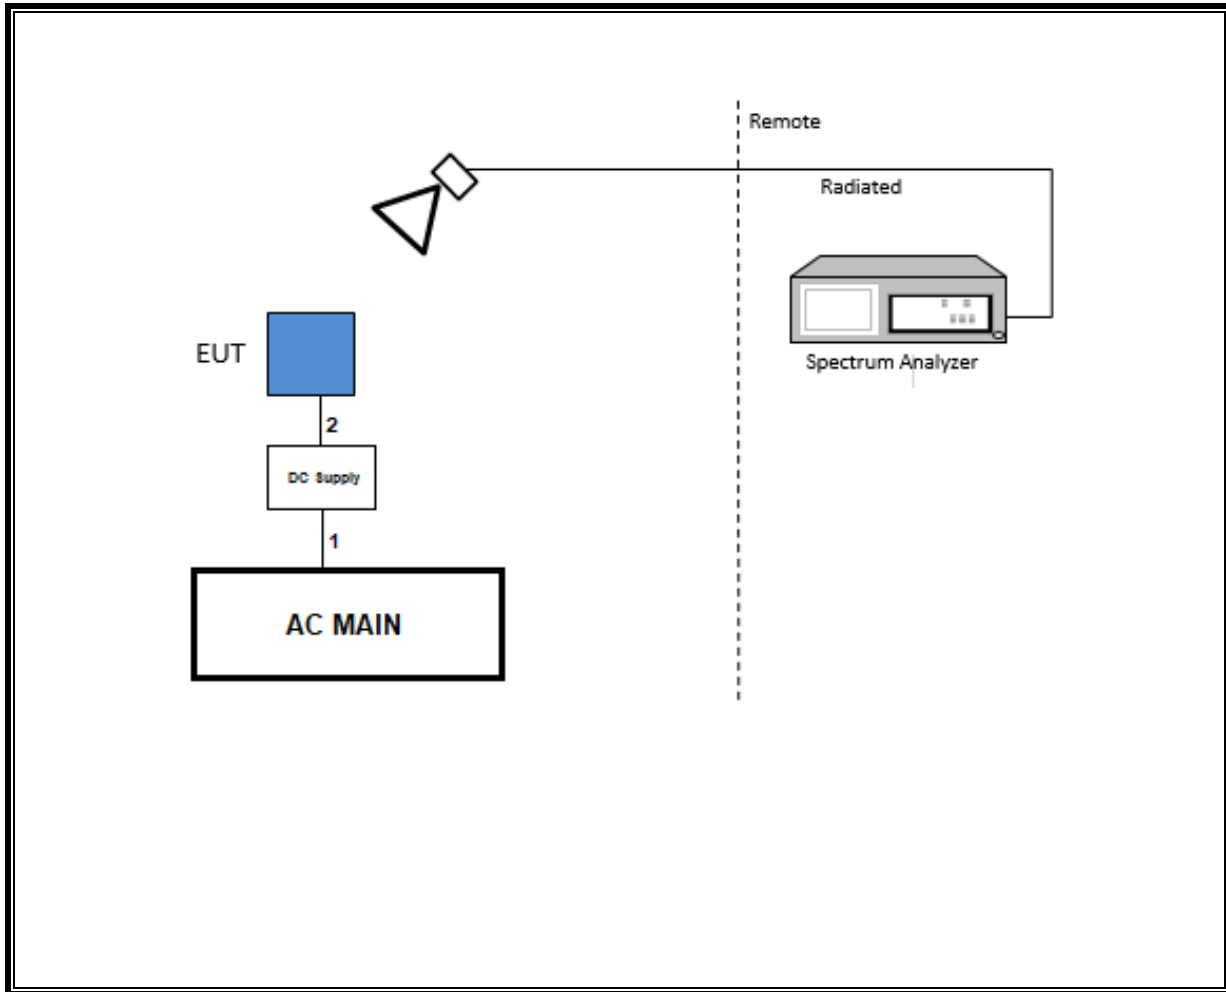 Remote
Radiated
Spectrum Analyzer
EUT
2
DC Supply
1
AC MAIN